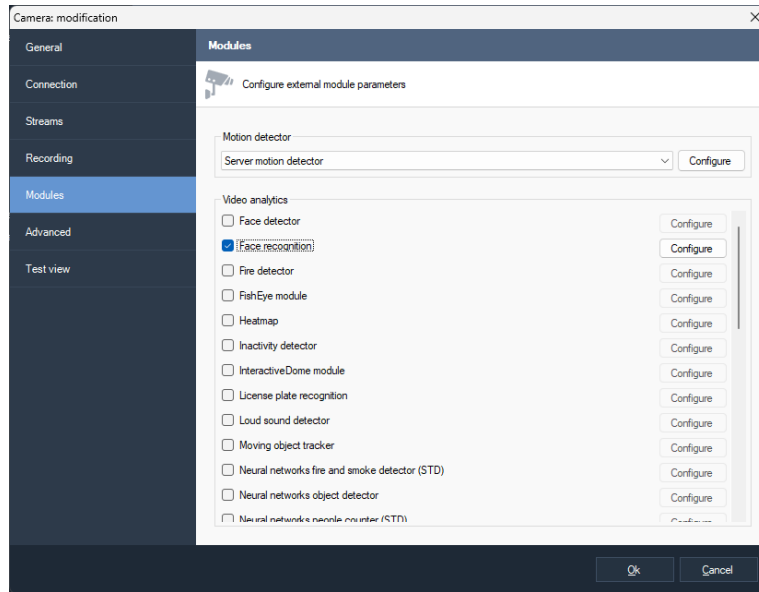 Camera: modification
General
Connection
Streams
Recording
Modules
Advanced
Test view
Modules
Configure external module parameters
Motion detector
Server motion detector Configure
Video analytics
Face detector Configure
Face recognition Configure
Fire detector Configure
FishEye module Configure
Heatmap Configure
Inactivity detector Configure
InteractiveDome module Configure
License plate recognition Configure
Loud sound detector Configure
Moving object tracker Configure
Neural networks fire and smoke detector (STD) Configure
Neural networks object detector Configure
Neural networks people counter (STD) Configure
Ok Cancel